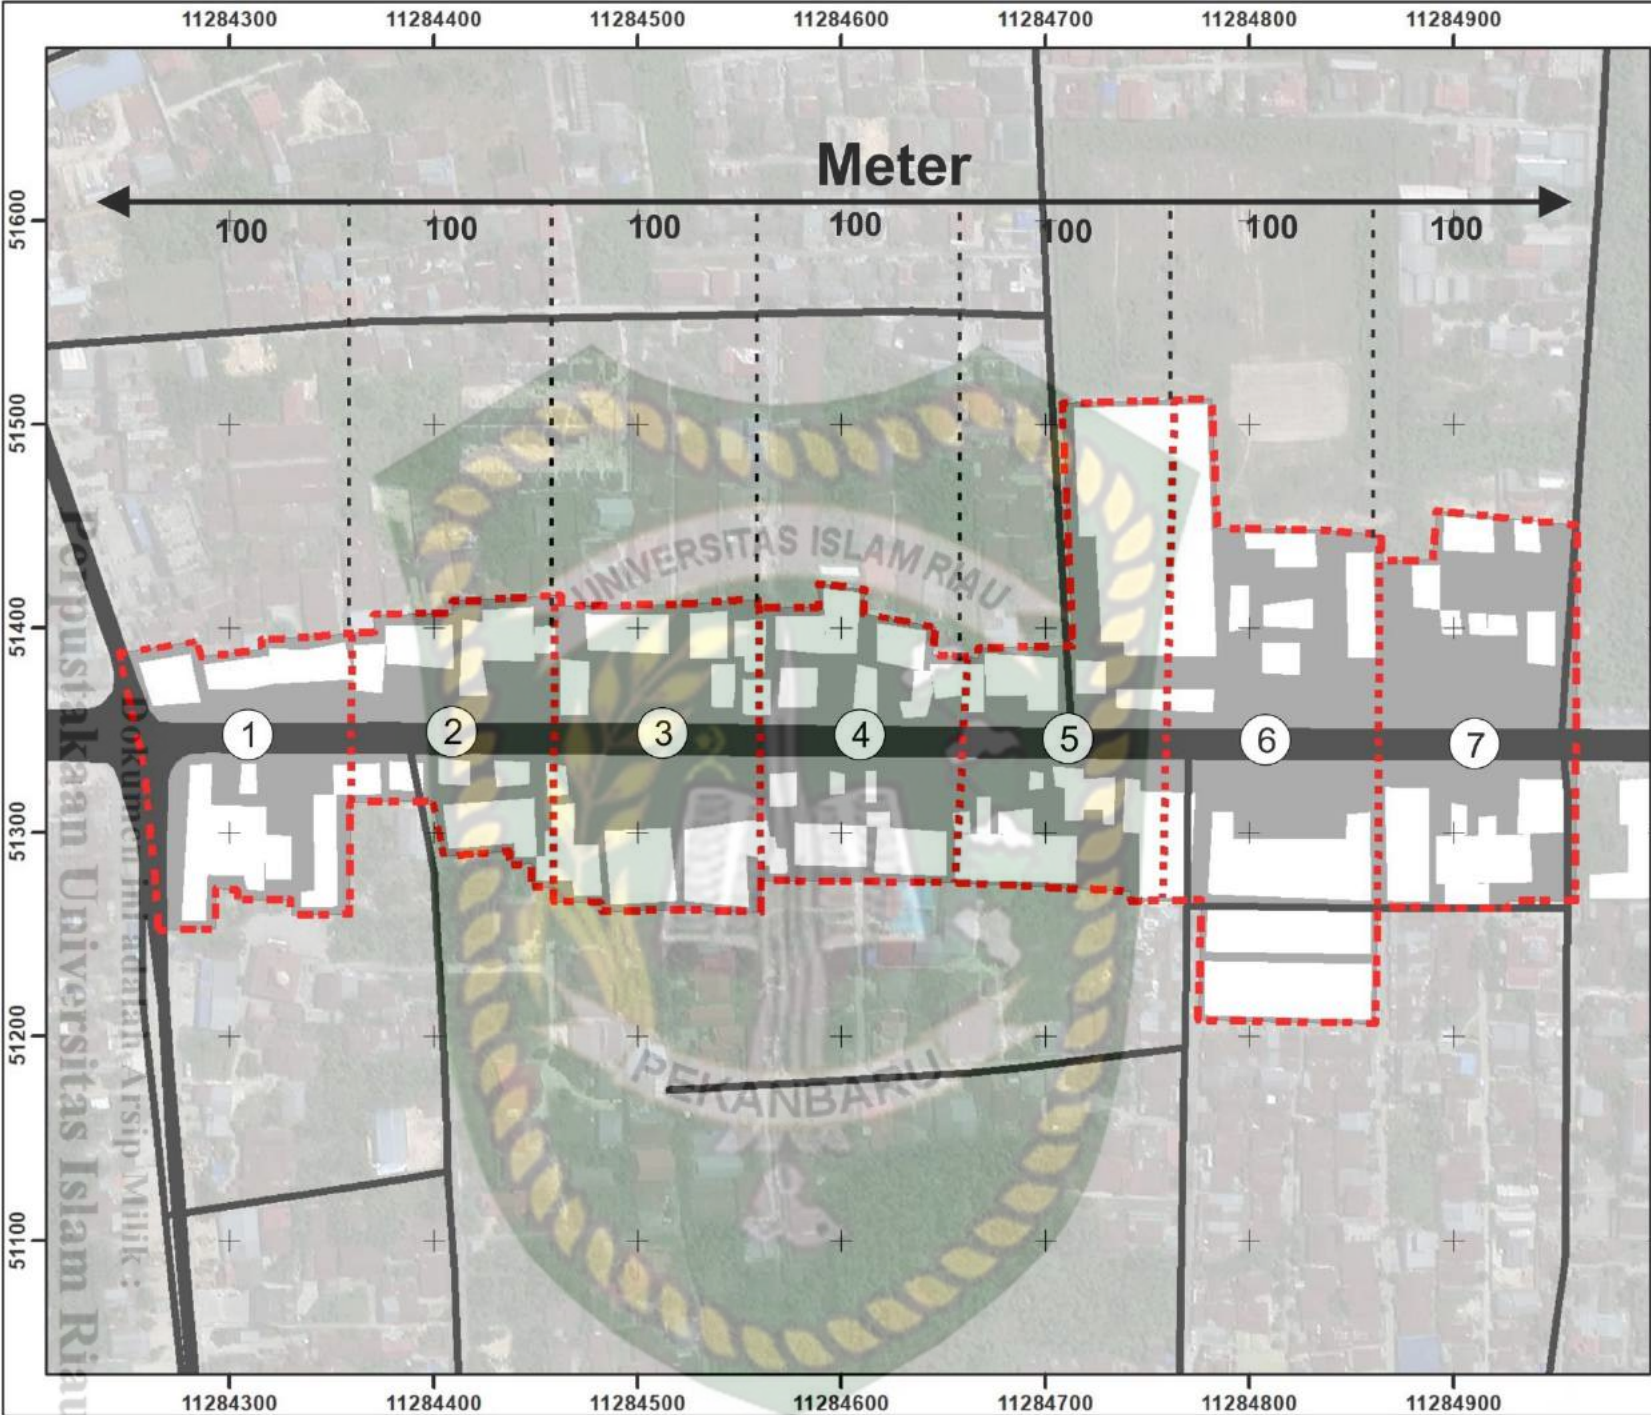 11284300 11284400 11284500 11284600 11284700 11284800 11284900
Meter
100 100 100 100 100 100 100
51600
51500
51400
51300
51200
51100
UNIVERSITAS ISLAM RIAU
1 2 3 4 5 6 7
PEKANBARU
Dokumen ini adalah Arsip Milik :
Perpustakaan Universitas Islam Riau
11284300 11284400 11284500 11284600 11284700 11284800 11284900